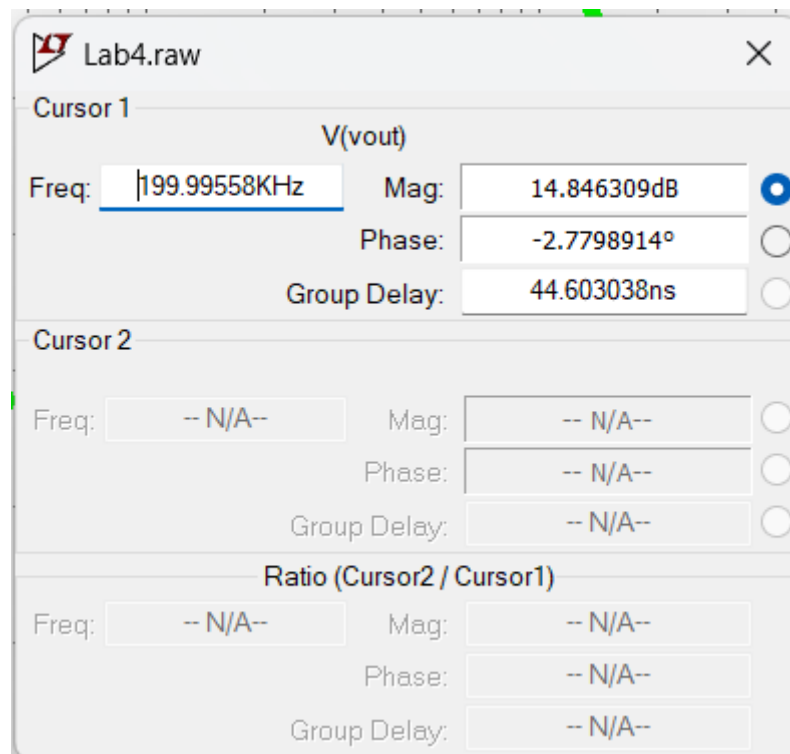 Lab4.raw
Cursor 1
V(vout)
Freq: 199.99558KHz Mag: 14.846309dB
Phase: -2.7798914º
Group Delay: 44.603038ns
Cursor 2
Freq: -- N/A-- Mag: -- N/A--
Phase: -- N/A--
Group Delay: -- N/A--
Ratio (Cursor2 / Cursor1)
Freq: -- N/A-- Mag: -- N/A--
Phase: -- N/A--
Group Delay: -- N/A--